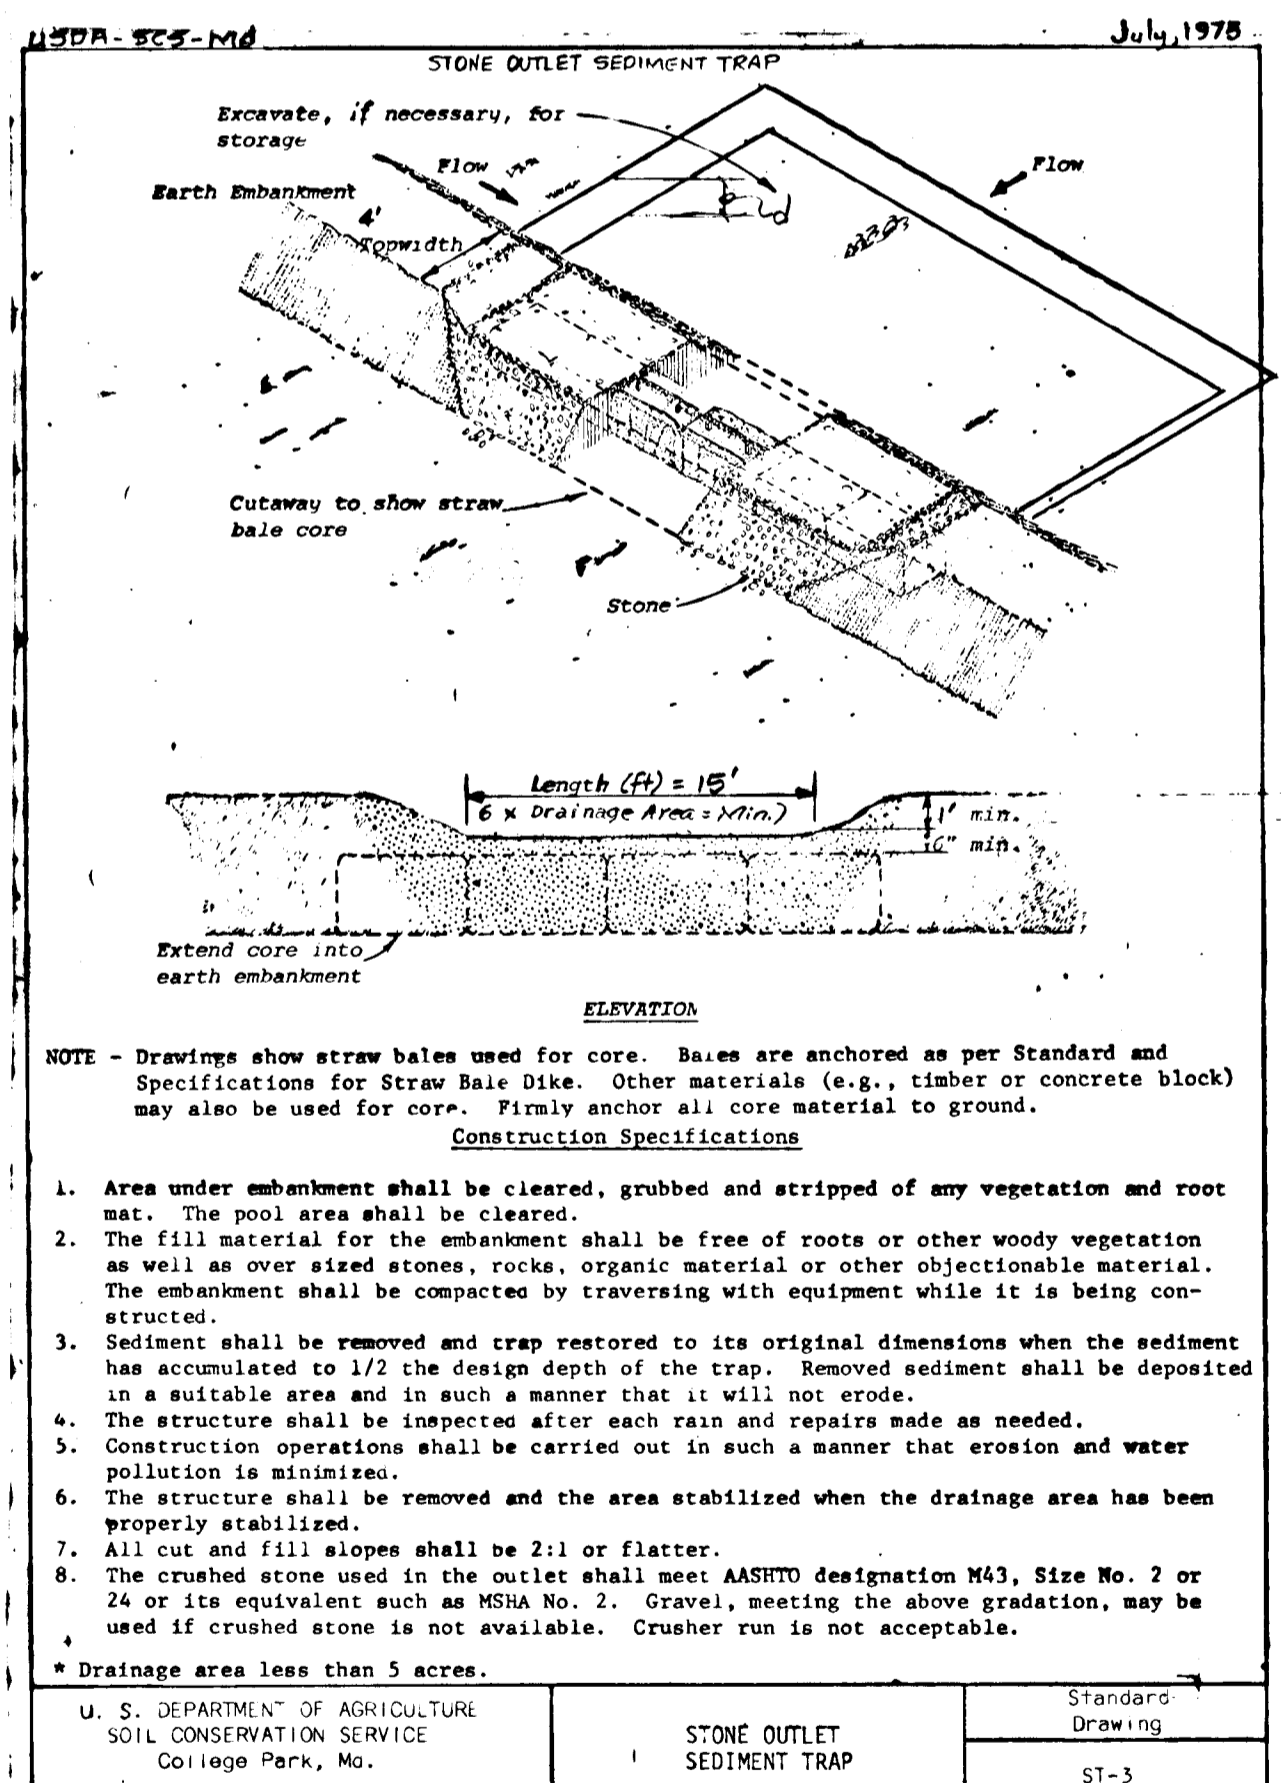 USDA-SCS-Md
July, 1975
STONE OUTLET SEDIMENT TRAP
Excavate, if necessary, for
storage
Flow
Flow
Earth Embankment
4'
Topwidth
Cutaway to show straw
bale core
Stone
Length (ft) = 15'
6 x Drainage Area = Min.)
1' min.
6" min.
Extend core into
earth embankment
ELEVATION
NOTE - Drawings show straw bales used for core. Bales are anchored as per Standard and
Specifications for Straw Bale Dike. Other materials (e.g., timber or concrete block)
may also be used for core. Firmly anchor all core material to ground.
Construction Specifications
1. Area under embankment shall be cleared, grubbed and stripped of any vegetation and root
mat. The pool area shall be cleared.
2. The fill material for the embankment shall be free of roots or other woody vegetation
as well as over sized stones, rocks, organic material or other objectionable material.
The embankment shall be compacted by traversing with equipment while it is being con-
structed.
3. Sediment shall be removed and trap restored to its original dimensions when the sediment
has accumulated to 1/2 the design depth of the trap. Removed sediment shall be deposited
in a suitable area and in such a manner that it will not erode.
4. The structure shall be inspected after each rain and repairs made as needed.
5. Construction operations shall be carried out in such a manner that erosion and water
pollution is minimized.
6. The structure shall be removed and the area stabilized when the drainage area has been
properly stabilized.
7. All cut and fill slopes shall be 2:1 or flatter.
8. The crushed stone used in the outlet shall meet AASHTO designation M43, Size No. 2 or
24 or its equivalent such as MSHA No. 2. Gravel, meeting the above gradation, may be
used if crushed stone is not available. Crusher run is not acceptable.
* Drainage area less than 5 acres.
U. S. DEPARTMENT OF AGRICULTURE
SOIL CONSERVATION SERVICE
College Park, Md.
STONE OUTLET
SEDIMENT TRAP
Standard
Drawing
ST-3